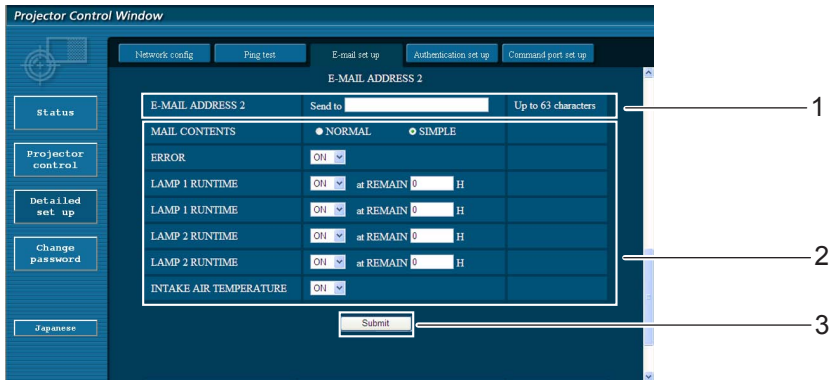 Projector Control Window
Network config Ping test E-mail set up Authentication set up Command port set up
E-MAIL ADDRESS 2
Status
Projector control
Detailed set up
Change password
Japanese
E-MAIL ADDRESS 2 Send to Up to 63 characters
MAIL CONTENTS NORMAL SIMPLE
ERROR ON
LAMP 1 RUNTIME ON at REMAIN 0 H
LAMP 1 RUNTIME ON at REMAIN 0 H
LAMP 2 RUNTIME ON at REMAIN 0 H
LAMP 2 RUNTIME ON at REMAIN 0 H
INTAKE AIR TEMPERATURE ON
Submit
1
2
3